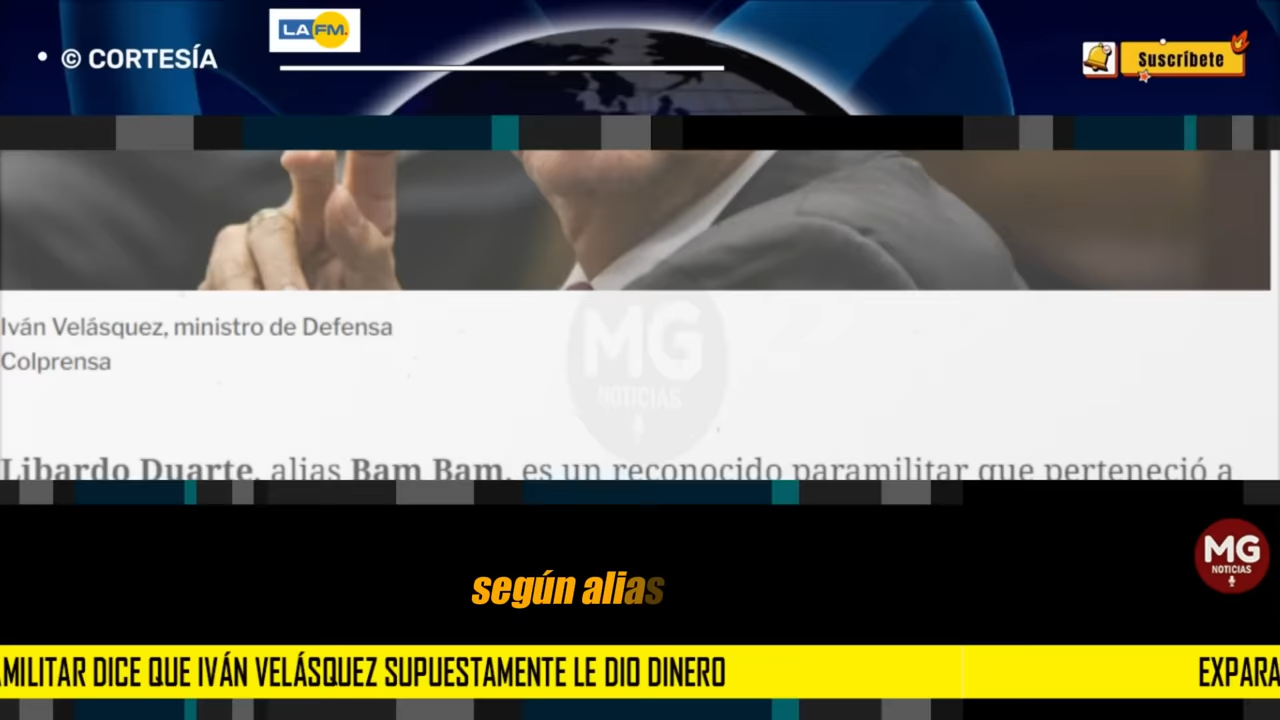 • © CORTESÍA
LA FM.
Suscríbete
Iván Velásquez, ministro de Defensa
Colprensa
MG
NOTICIAS
Libardo Duarte, alias Bam Bam, es un reconocido paramilitar que perteneció a
MG
NOTICIAS
según alias
AMILITAR DICE QUE IVÁN VELÁSQUEZ SUPUESTAMENTE LE DIO DINERO
EXPARA